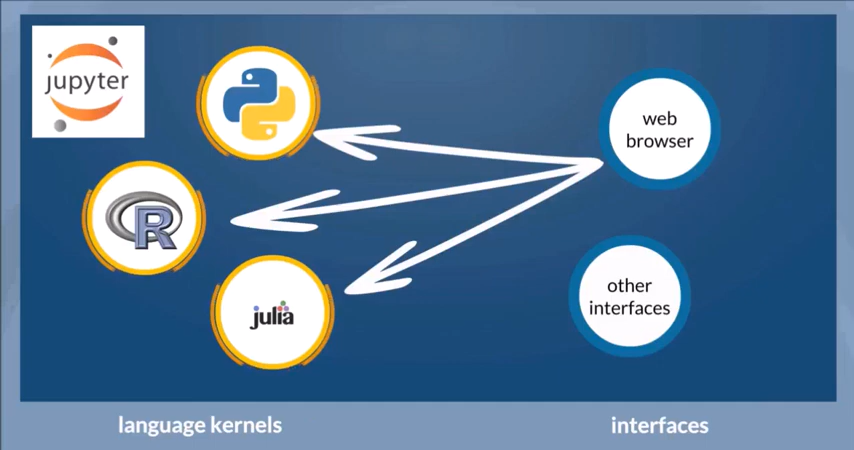 jupyter
web
browser
R
other
interfaces
julia
language kernels
interfaces